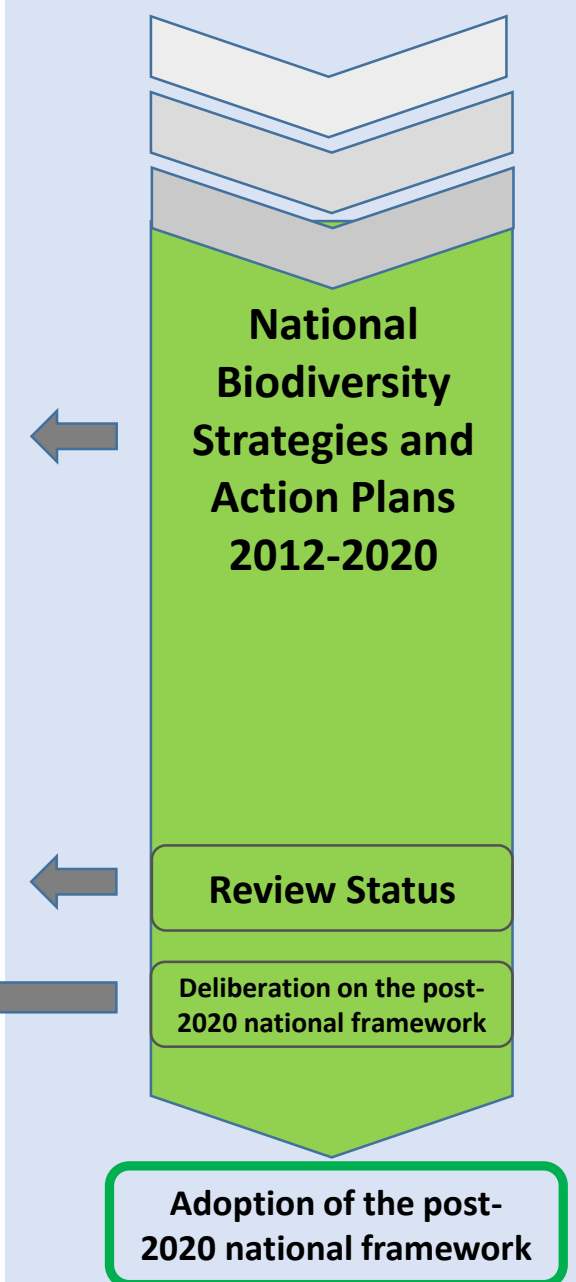 National
Biodiversity
Strategies and
Action Plans
2012-2020
Review Status
Deliberation on the post-
2020 national framework
Adoption of the post-
2020 national framework